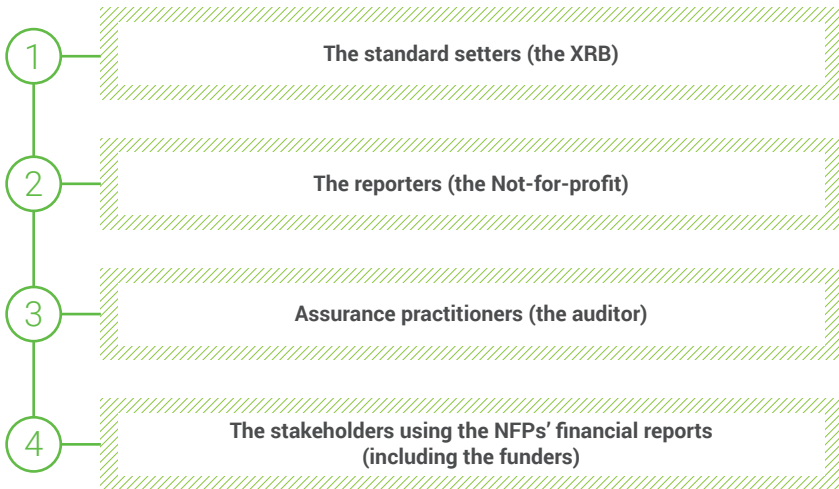 1
The standard setters (the XRB)
2
The reporters (the Not-for-profit)
3
Assurance practitioners (the auditor)
4
The stakeholders using the NFPs’ financial reports
(including the funders)